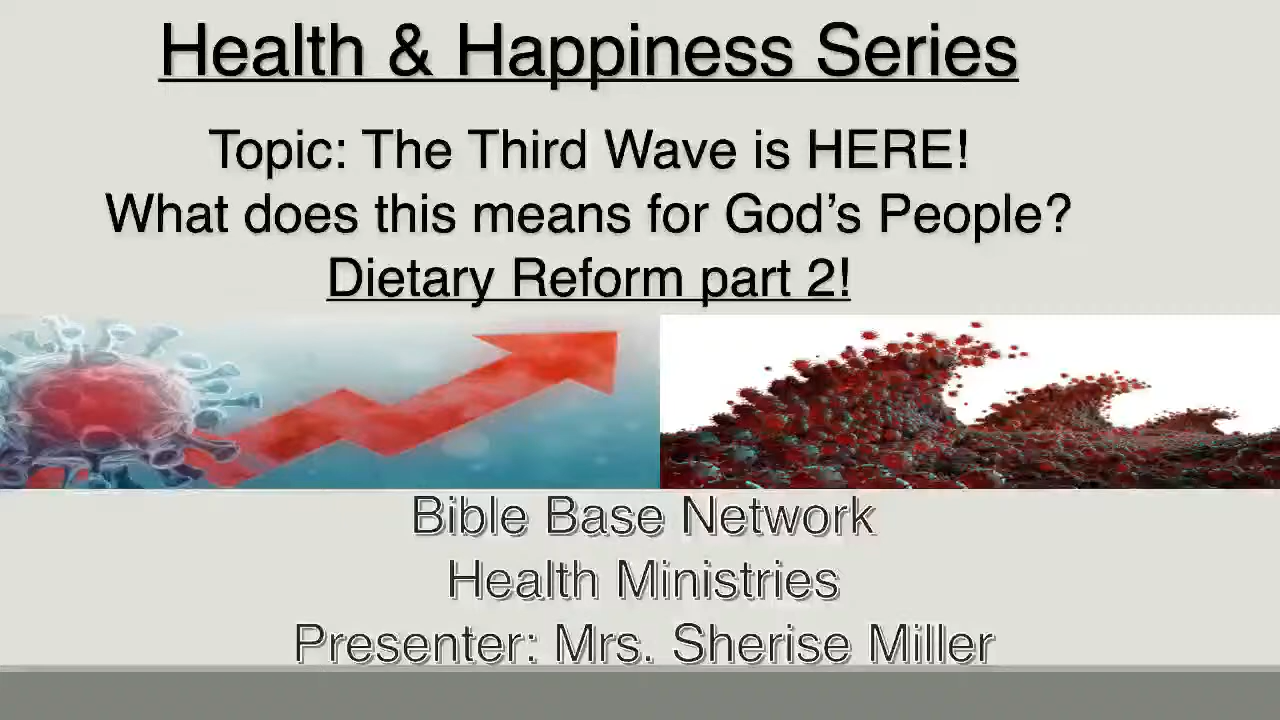 Health & Happiness Series
Topic: The Third Wave is HERE!
What does this means for God’s People?
Dietary Reform part 2!
Bible Base Network
Health Ministries
Presenter: Mrs. Sherise Miller